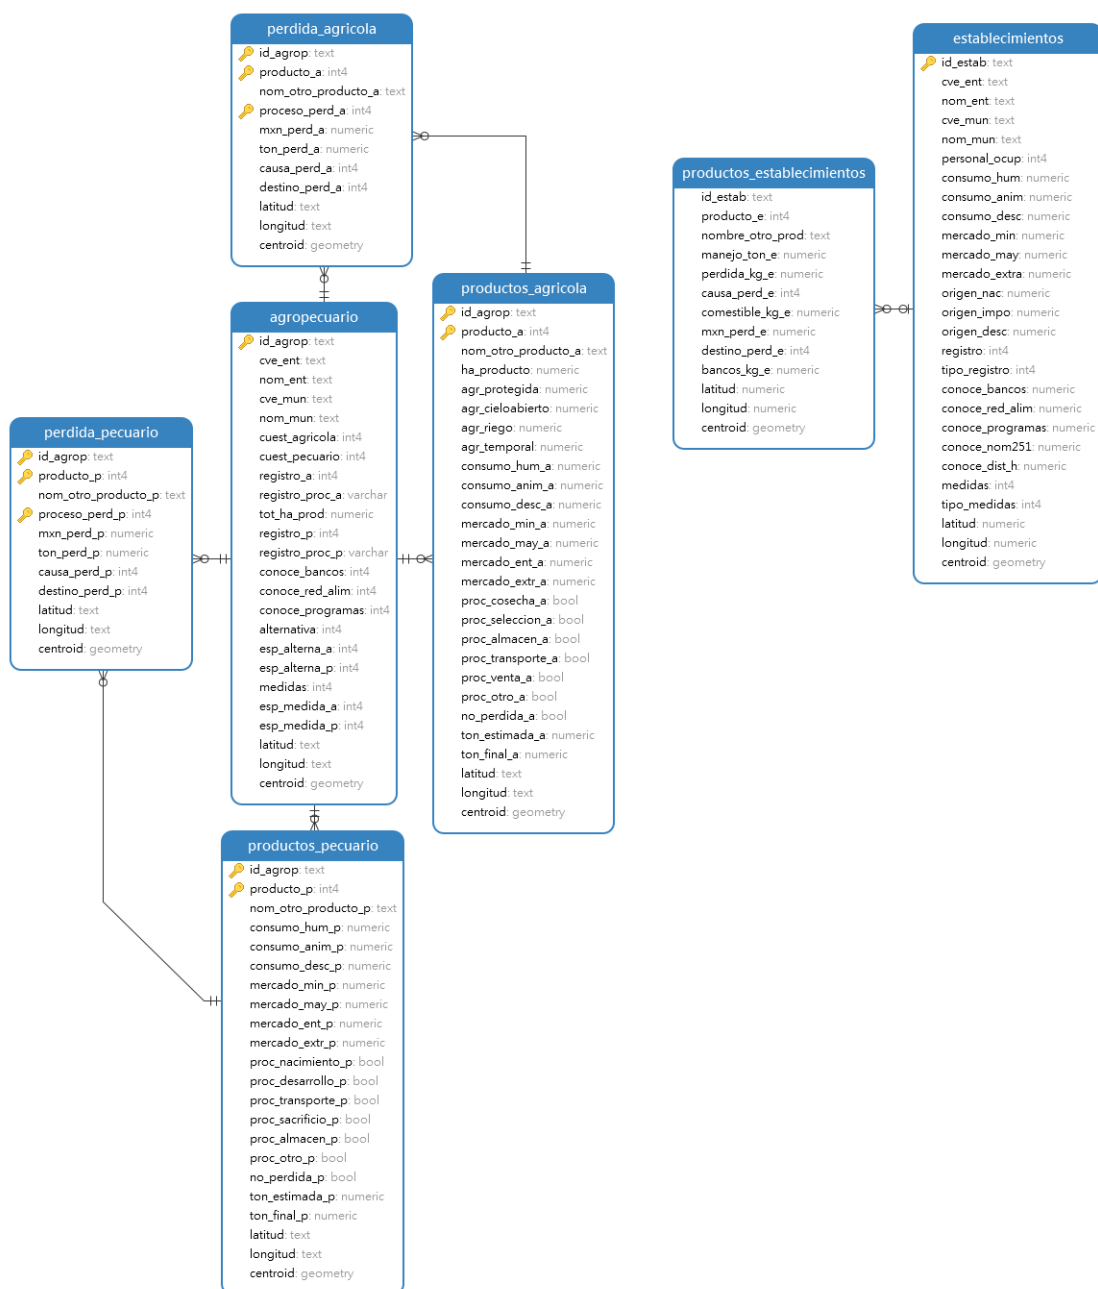 perdida_agricola
id_agrop: text
producto_a: int4
nom_otro_producto_a: text
proceso_perd_a: int4
mxn_perd_a: numeric
ton_perd_a: numeric
causa_perd_a: int4
destino_perd_a: int4
latitud: text
longitud: text
centroid: geometry
establecimientos
id_estab: text
cve_ent: text
nom_ent: text
cve_mun: text
nom_mun: text
personal_ocup: int4
consumo_hum: numeric
consumo_anim: numeric
consumo_desc: numeric
mercado_min: numeric
mercado_may: numeric
mercado_extra: numeric
origen_nac: numeric
origen_impo: numeric
origen_desc: numeric
registro: int4
tipo_registro: int4
conoce_bancos: numeric
conoce_red_alim: numeric
conoce_programas: numeric
conoce_nom251: numeric
conoce_dist_h: numeric
medidas: int4
tipo_medidas: int4
latitud: numeric
longitud: numeric
centroid: geometry
productos_establecimientos
id_estab: text
producto_e: int4
nombre_otro_prod: text
manejo_ton_e: numeric
perdida_kg_e: numeric
causa_perd_e: int4
comestible_kg_e: numeric
mxn_perd_e: numeric
destino_perd_e: int4
bancos_kg_e: numeric
latitud: numeric
longitud: numeric
centroid: geometry
productos_agricola
id_agrop: text
producto_a: int4
nom_otro_producto_a: text
ha_producto: numeric
agr_protegida: numeric
agr_cieloabierto: numeric
agr_riego: numeric
agr_temporal: numeric
consumo_hum_a: numeric
consumo_anim_a: numeric
consumo_desc_a: numeric
mercado_min_a: numeric
mercado_may_a: numeric
mercado_ent_a: numeric
mercado_extr_a: numeric
proc_cosecha_a: bool
proc_seleccion_a: bool
proc_almacen_a: bool
proc_transporte_a: bool
proc_venta_a: bool
proc_otro_a: bool
no_perdida_a: bool
ton_estimada_a: numeric
ton_final_a: numeric
latitud: text
longitud: text
centroid: geometry
agropecuario
id_agrop: text
cve_ent: text
nom_ent: text
cve_mun: text
nom_mun: text
cuest_agricola: int4
cuest_pecuario: int4
registro_a: int4
registro_proc_a: varchar
tot_ha_prod: numeric
registro_p: int4
registro_proc_p: varchar
conoce_bancos: int4
conoce_red_alim: int4
conoce_programas: int4
alternativa: int4
esp_alterna_a: int4
esp_alterna_p: int4
medidas: int4
esp_medida_a: int4
esp_medida_p: int4
latitud: text
longitud: text
centroid: geometry
perdida_pecuario
id_agrop: text
producto_p: int4
nom_otro_producto_p: text
proceso_perd_p: int4
mxn_perd_p: numeric
ton_perd_p: numeric
causa_perd_p: int4
destino_perd_p: int4
latitud: text
longitud: text
centroid: geometry
productos_pecuario
id_agrop: text
producto_p: int4
nom_otro_producto_p: text
consumo_hum_p: numeric
consumo_anim_p: numeric
consumo_desc_p: numeric
mercado_min_p: numeric
mercado_may_p: numeric
mercado_ent_p: numeric
mercado_extr_p: numeric
proc_nacimiento_p: bool
proc_desarrollo_p: bool
proc_transporte_p: bool
proc_sacrificio_p: bool
proc_almacen_p: bool
proc_otro_p: bool
no_perdida_p: bool
ton_estimada_p: numeric
ton_final_p: numeric
latitud: text
longitud: text
centroid: geometry